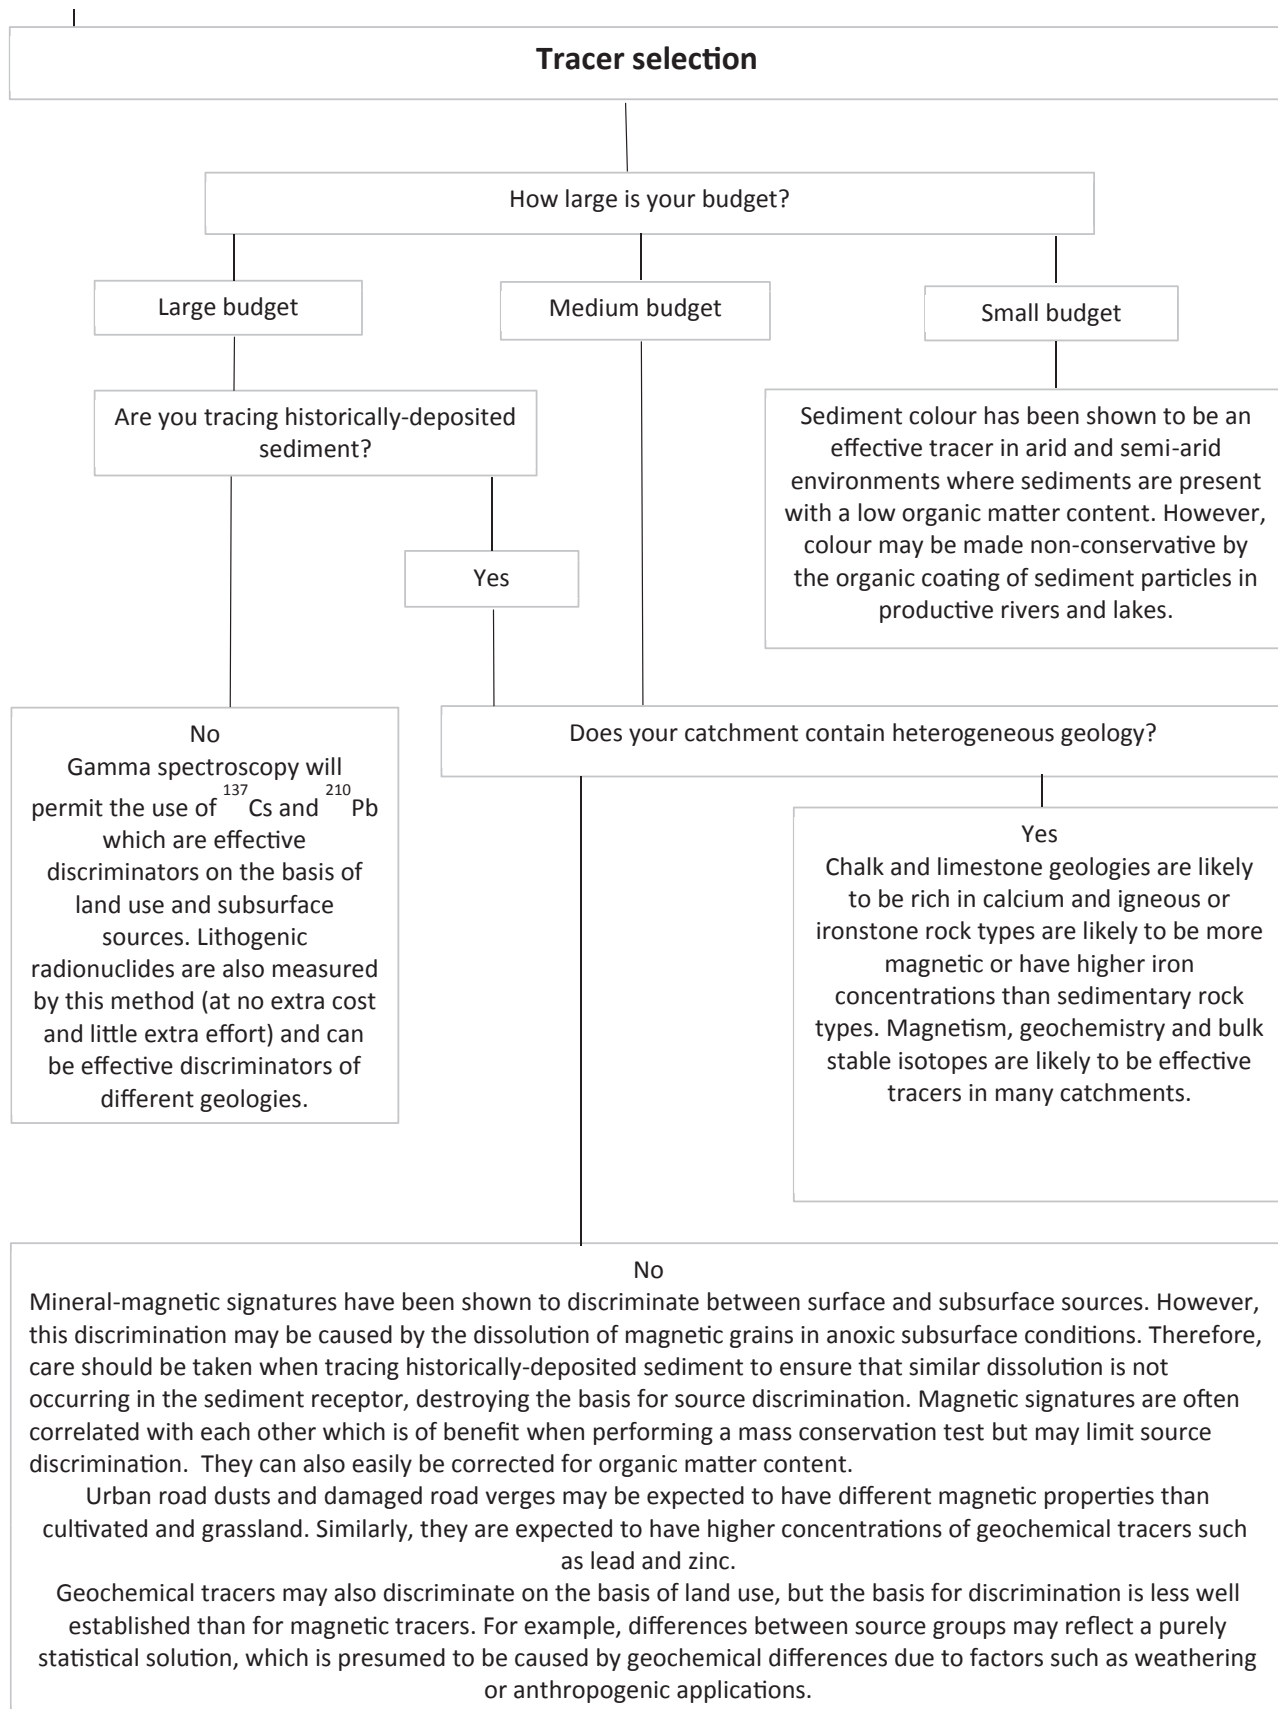 Tracer selection
How large is your budget?
Large budget
Medium budget
Small budget
Are you tracing historically-deposited
sediment?
Sediment colour has been shown to be an
effective tracer in arid and semi-arid
environments where sediments are present
with a low organic matter content. However,
colour may be made non-conservative by
the organic coating of sediment particles in
productive rivers and lakes.
Yes
No
Gamma spectroscopy will
permit the use of 137Cs and 210Pb
which are effective
discriminators on the basis of
land use and subsurface
sources. Lithogenic
radionuclides are also measured
by this method (at no extra cost
and little extra effort) and can
be effective discriminators of
different geologies.
Does your catchment contain heterogeneous geology?
Yes
Chalk and limestone geologies are likely
to be rich in calcium and igneous or
ironstone rock types are likely to be more
magnetic or have higher iron
concentrations than sedimentary rock
types. Magnetism, geochemistry and bulk
stable isotopes are likely to be effective
tracers in many catchments.
No
Mineral-magnetic signatures have been shown to discriminate between surface and subsurface sources. However,
this discrimination may be caused by the dissolution of magnetic grains in anoxic subsurface conditions. Therefore,
care should be taken when tracing historically-deposited sediment to ensure that similar dissolution is not
occurring in the sediment receptor, destroying the basis for source discrimination. Magnetic signatures are often
correlated with each other which is of benefit when performing a mass conservation test but may limit source
discrimination.  They can also easily be corrected for organic matter content.
Urban road dusts and damaged road verges may be expected to have different magnetic properties than
cultivated and grassland. Similarly, they are expected to have higher concentrations of geochemical tracers such
as lead and zinc.
Geochemical tracers may also discriminate on the basis of land use, but the basis for discrimination is less well
established than for magnetic tracers. For example, differences between source groups may reflect a purely
statistical solution, which is presumed to be caused by geochemical differences due to factors such as weathering
or anthropogenic applications.